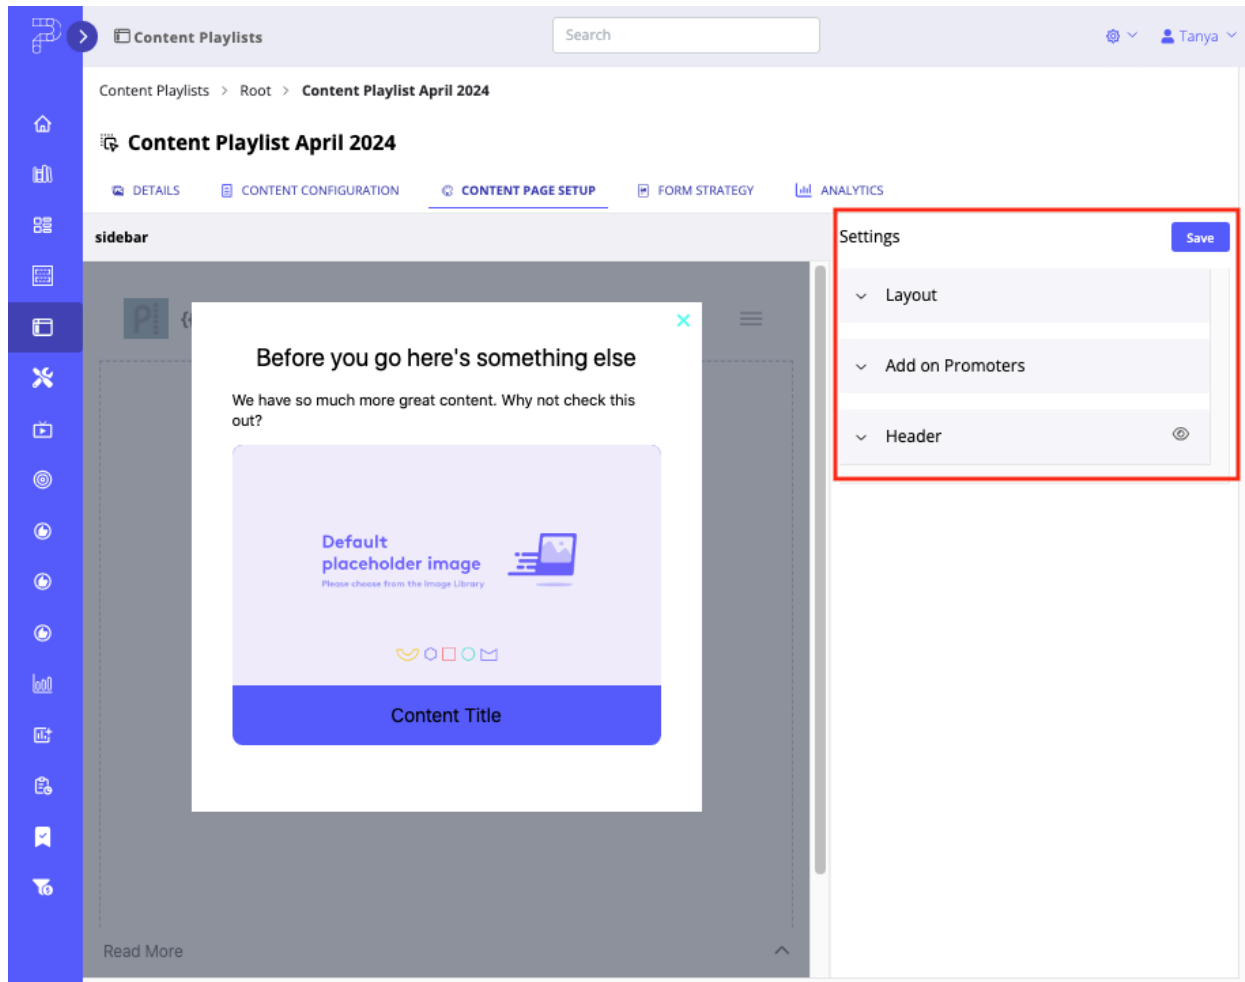 Content Playlists
Search
Tanya
Content Playlists > Root > Content Playlist April 2024
Content Playlist April 2024
DETAILS
CONTENT CONFIGURATION
CONTENT PAGE SETUP
FORM STRATEGY
ANALYTICS
sidebar
Settings
Save
Layout
Add on Promoters
Header
Before you go here's something else
We have so much more great content. Why not check this
out?
Default
placeholder image
Please choose from the Image Library
Content Title
Read More